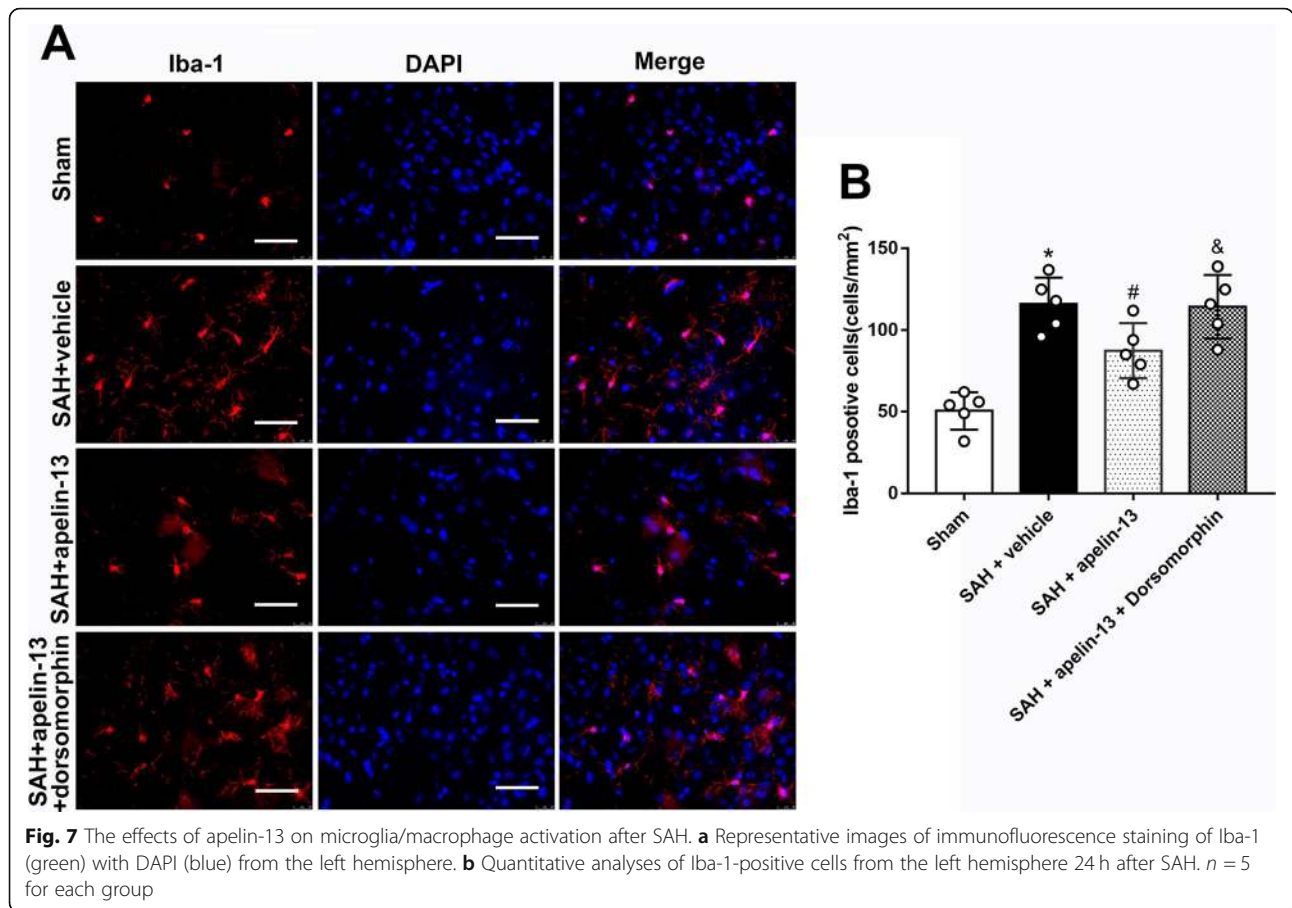 A
Iba-1 DAPI Merge
Sham
SAH+vehicle
SAH+apelin-13
SAH+apelin-13
+dorsomorphin
B
Iba-1 posotive cells(cells/mm²)
150
100
50
0
*
#
&
Sham
SAH + vehicle
SAH + apelin-13
SAH + apelin-13 + Dorsomorphin
Fig. 7 The effects of apelin-13 on microglia/macrophage activation after SAH. a Representative images of immunofluorescence staining of Iba-1
(green) with DAPI (blue) from the left hemisphere. b Quantitative analyses of Iba-1-positive cells from the left hemisphere 24 h after SAH. n = 5
for each group